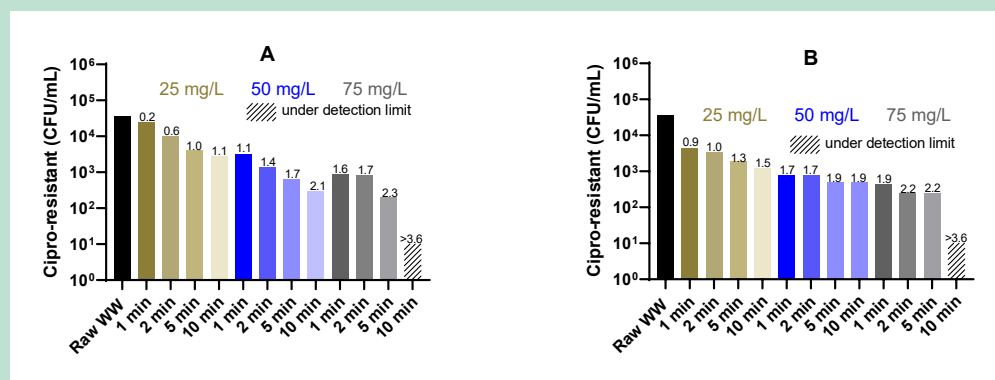 A
Cipro-resistant (CFU/mL)
10⁶
10⁵
10⁴
10³
10²
10¹
10⁰
25 mg/L 50 mg/L 75 mg/L
under detection limit
0.2 0.6 1.0 1.1 1.1 1.4 1.7 2.1 1.6 1.7 2.3 >3.6
Raw WW 1 min 2 min 5 min 10 min 1 min 2 min 5 min 10 min 1 min 2 min 5 min 10 min
B
Cipro-resistant (CFU/mL)
10⁶
10⁵
10⁴
10³
10²
10¹
10⁰
25 mg/L 50 mg/L 75 mg/L
under detection limit
0.9 1.0 1.3 1.5 1.7 1.7 1.9 1.9 1.9 2.2 2.2 >3.6
Raw WW 1 min 2 min 5 min 10 min 1 min 2 min 5 min 10 min 1 min 2 min 5 min 10 min